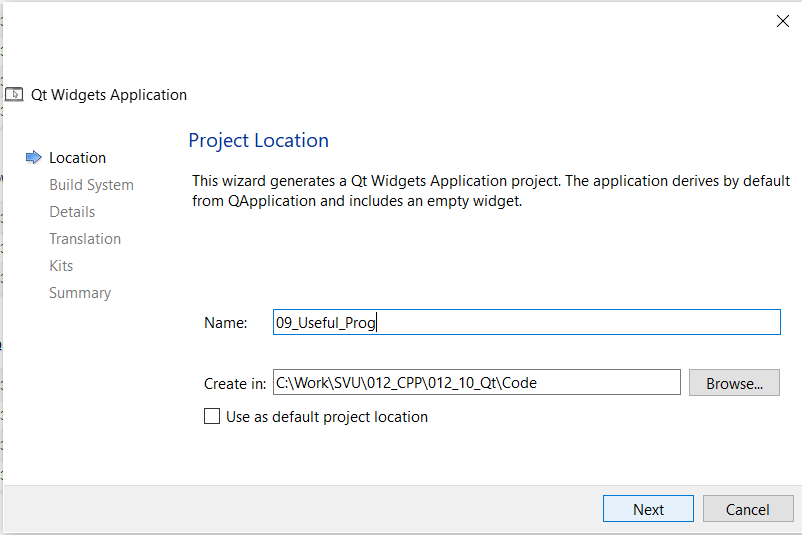 Qt Widgets Application
Location
Build System
Details
Translation
Kits
Summary
Project Location
This wizard generates a Qt Widgets Application project. The application derives by default
from QApplication and includes an empty widget.
Name: 09_Useful_Prog
Create in: C:\Work\SVU\012_CPP\012_10_Qt\Code Browse...
Use as default project location
Next Cancel